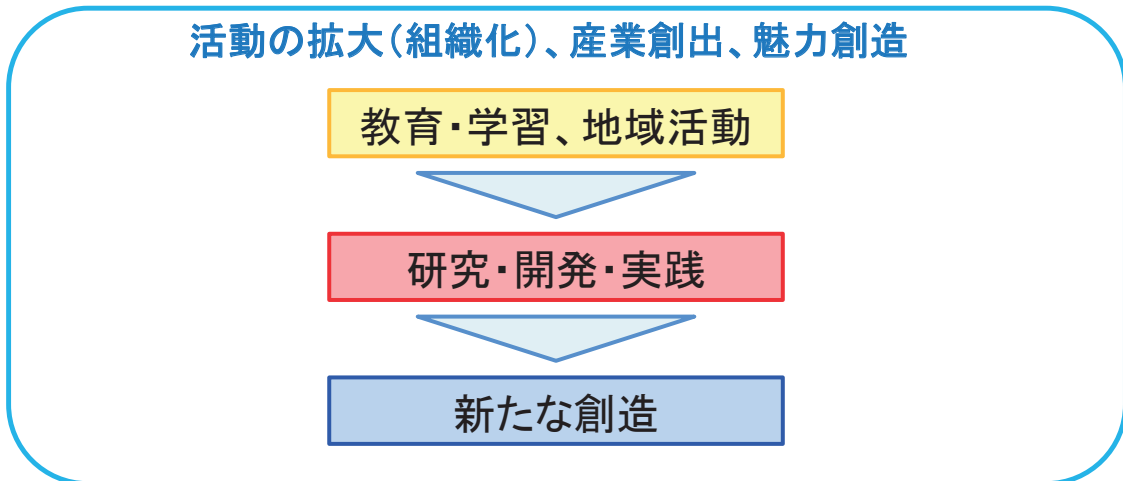 活動の拡大（組織化）、産業創出、魅力創造
教育・学習、地域活動
研究・開発・実践
新たな創造